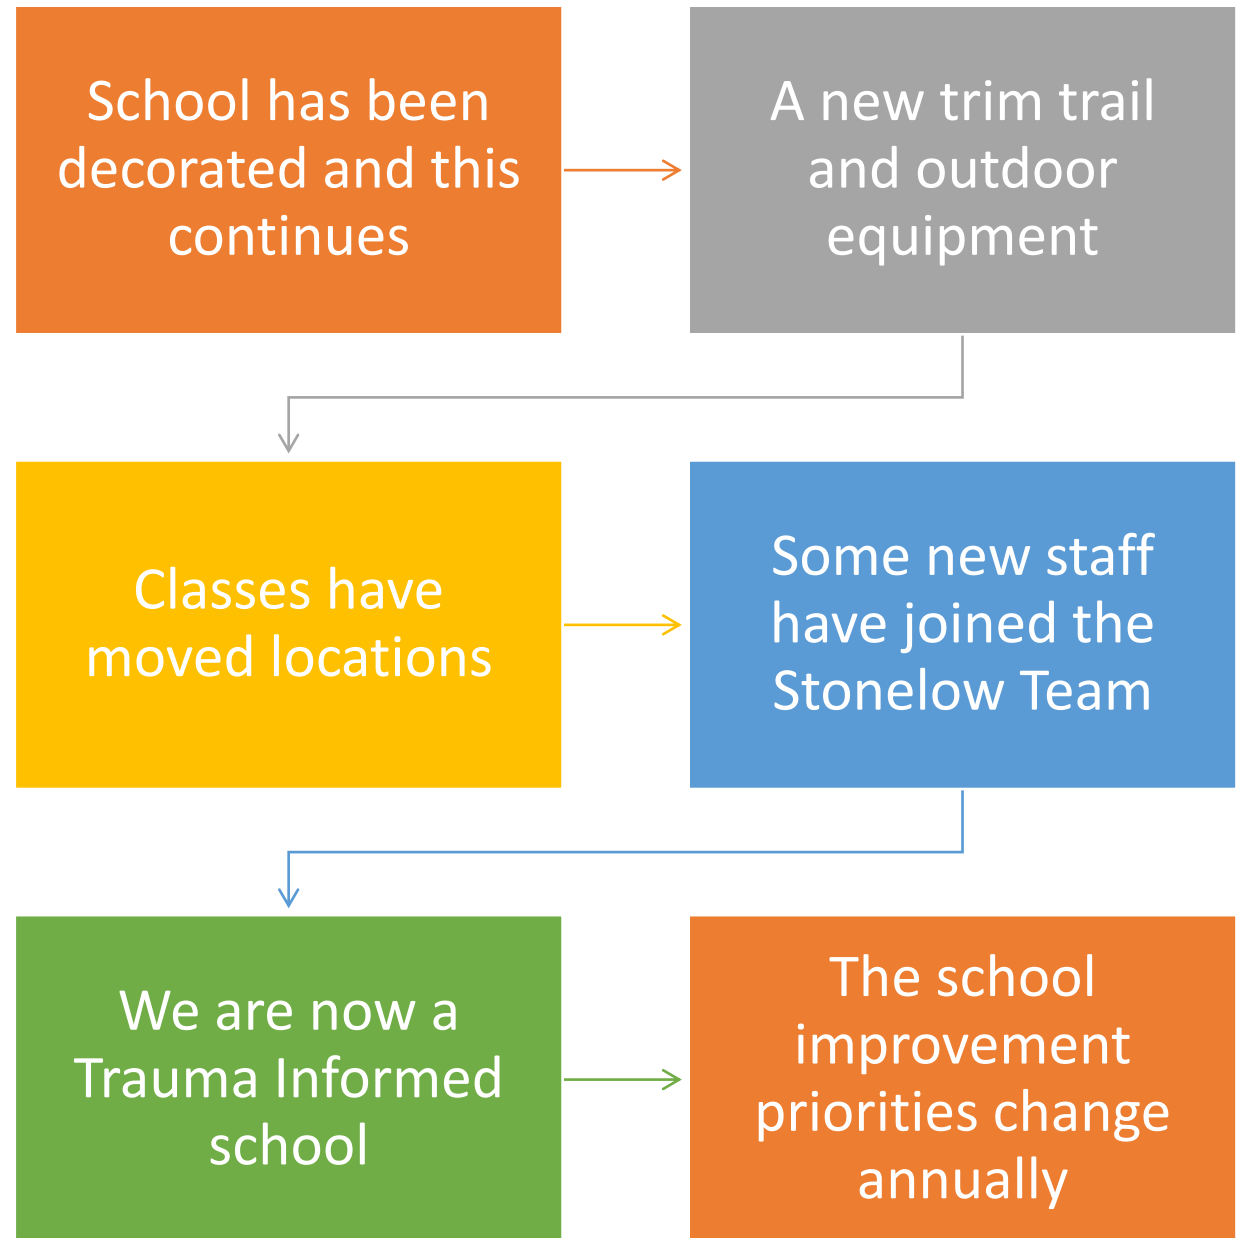 School has been
decorated and this
continues
A new trim trail
and outdoor
equipment
Classes have
moved locations
Some new staff
have joined the
Stonelow Team
We are now a
Trauma Informed
school
The school
improvement
priorities change
annually